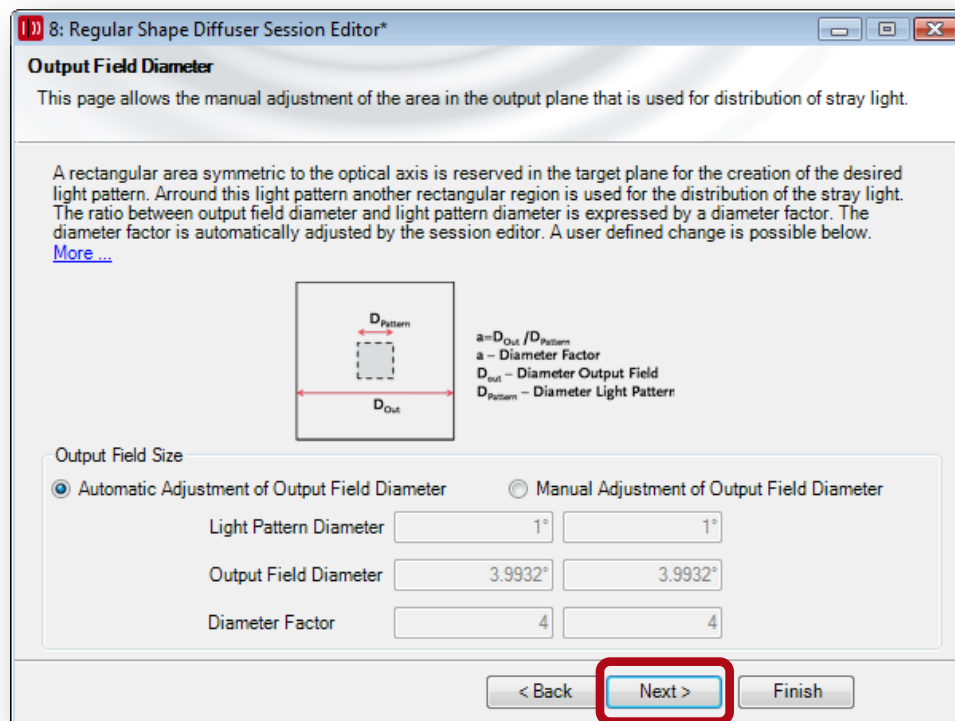 8: Regular Shape Diffuser Session Editor*
Output Field Diameter
This page allows the manual adjustment of the area in the output plane that is used for distribution of stray light.
A rectangular area symmetric to the optical axis is reserved in the target plane for the creation of the desired
light pattern. Arround this light pattern another rectangular region is used for the distribution of the stray light.
The ratio between output field diameter and light pattern diameter is expressed by a diameter factor. The
diameter factor is automatically adjusted by the session editor. A user defined change is possible below.
More ...
D Pattern
D Out
a=D Out /D Pattern
a – Diameter Factor
D out – Diameter Output Field
D Pattern – Diameter Light Pattern
Output Field Size
Automatic Adjustment of Output Field Diameter Manual Adjustment of Output Field Diameter
Light Pattern Diameter 1° 1°
Output Field Diameter 3.9932° 3.9932°
Diameter Factor 4 4
< Back Next > Finish